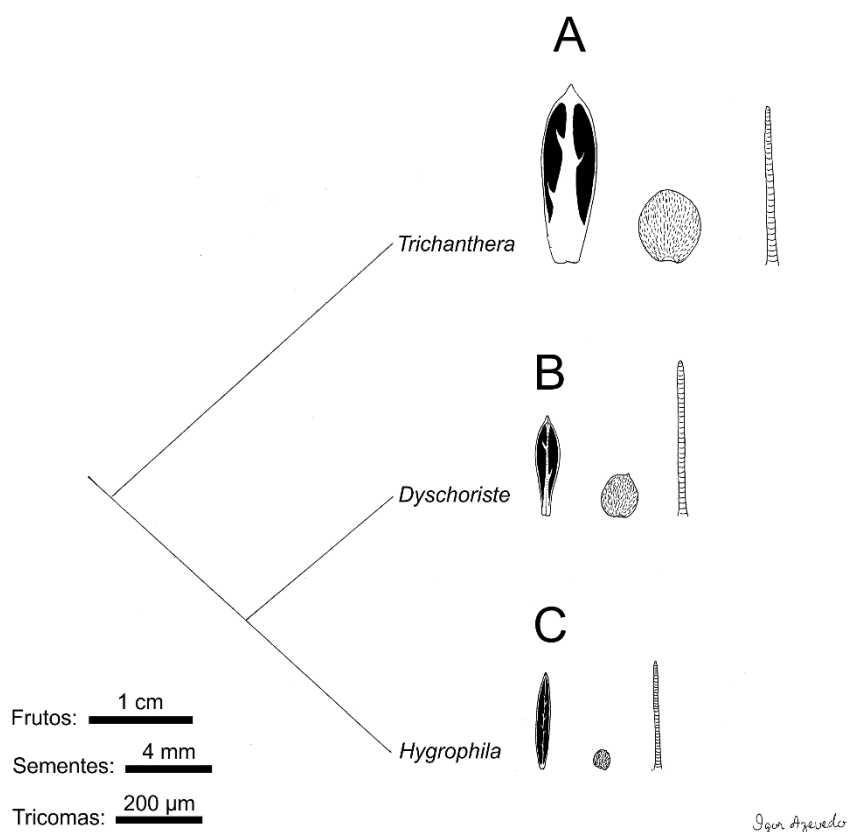 A
Trichanthera
B
Dyschoriste
C
Hygrophila
Frutos: 1 cm
Sementes: 4 mm
Tricomas: 200 µm
Igor Azevedo